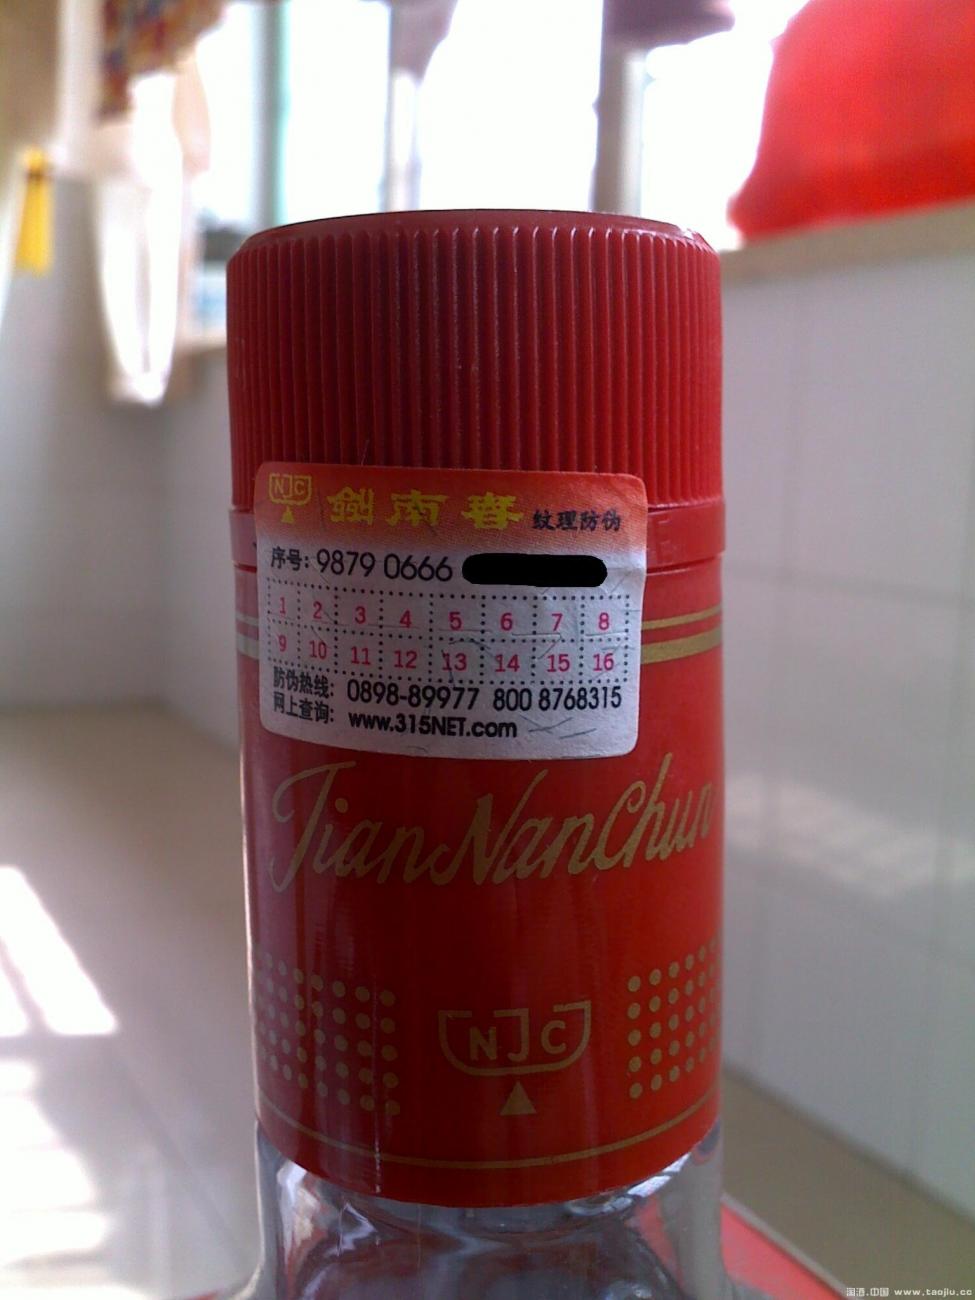 NJC 剑南春 纹理防伪
序号: 9879 0666
1 2 3 4 5 6 7 8
9 10 11 12 13 14 15 16
防伪热线: 0898-89977 800 8768315
网上查询: www.315NET.com
JianNanChun
NJC
淘酒.中国 www.taojiu.cc